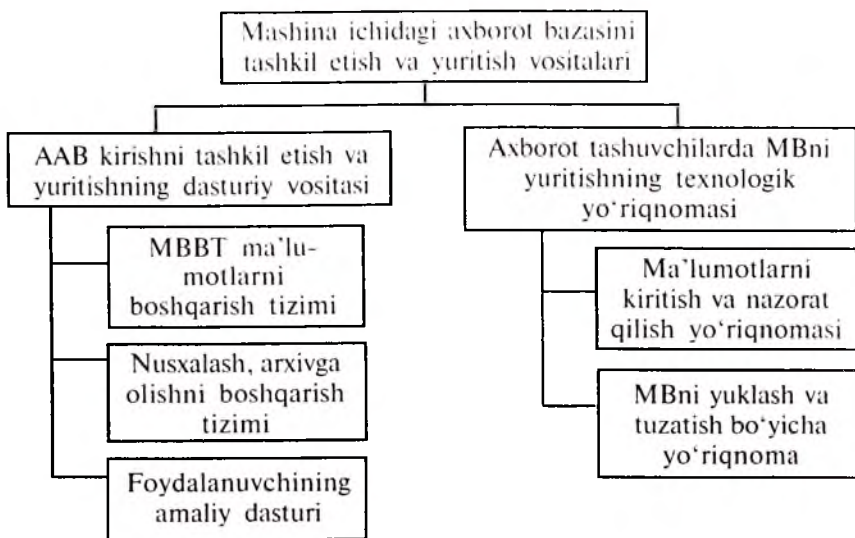 Mashina ichidagi axborot bazasini
tashkil etish va yuritish vositalari
AAB kirishni tashkil etish va
yuritishning dasturiy vositasi
MBBT ma’lu-
motlarni
boshqarish tizimi
Nusxalash, arxivga
olishni boshqarish
tizimi
Foydalanuvchining
amaliy dasturi
Axborot tashuvchilarda MBni
yuritishning texnologik
yo‘riqnomasi
Ma’lumotlarni
kiritish va nazorat
qilish yo‘riqnomasi
MBni yuklash va
tuzatish bo‘yicha
yo‘riqnoma